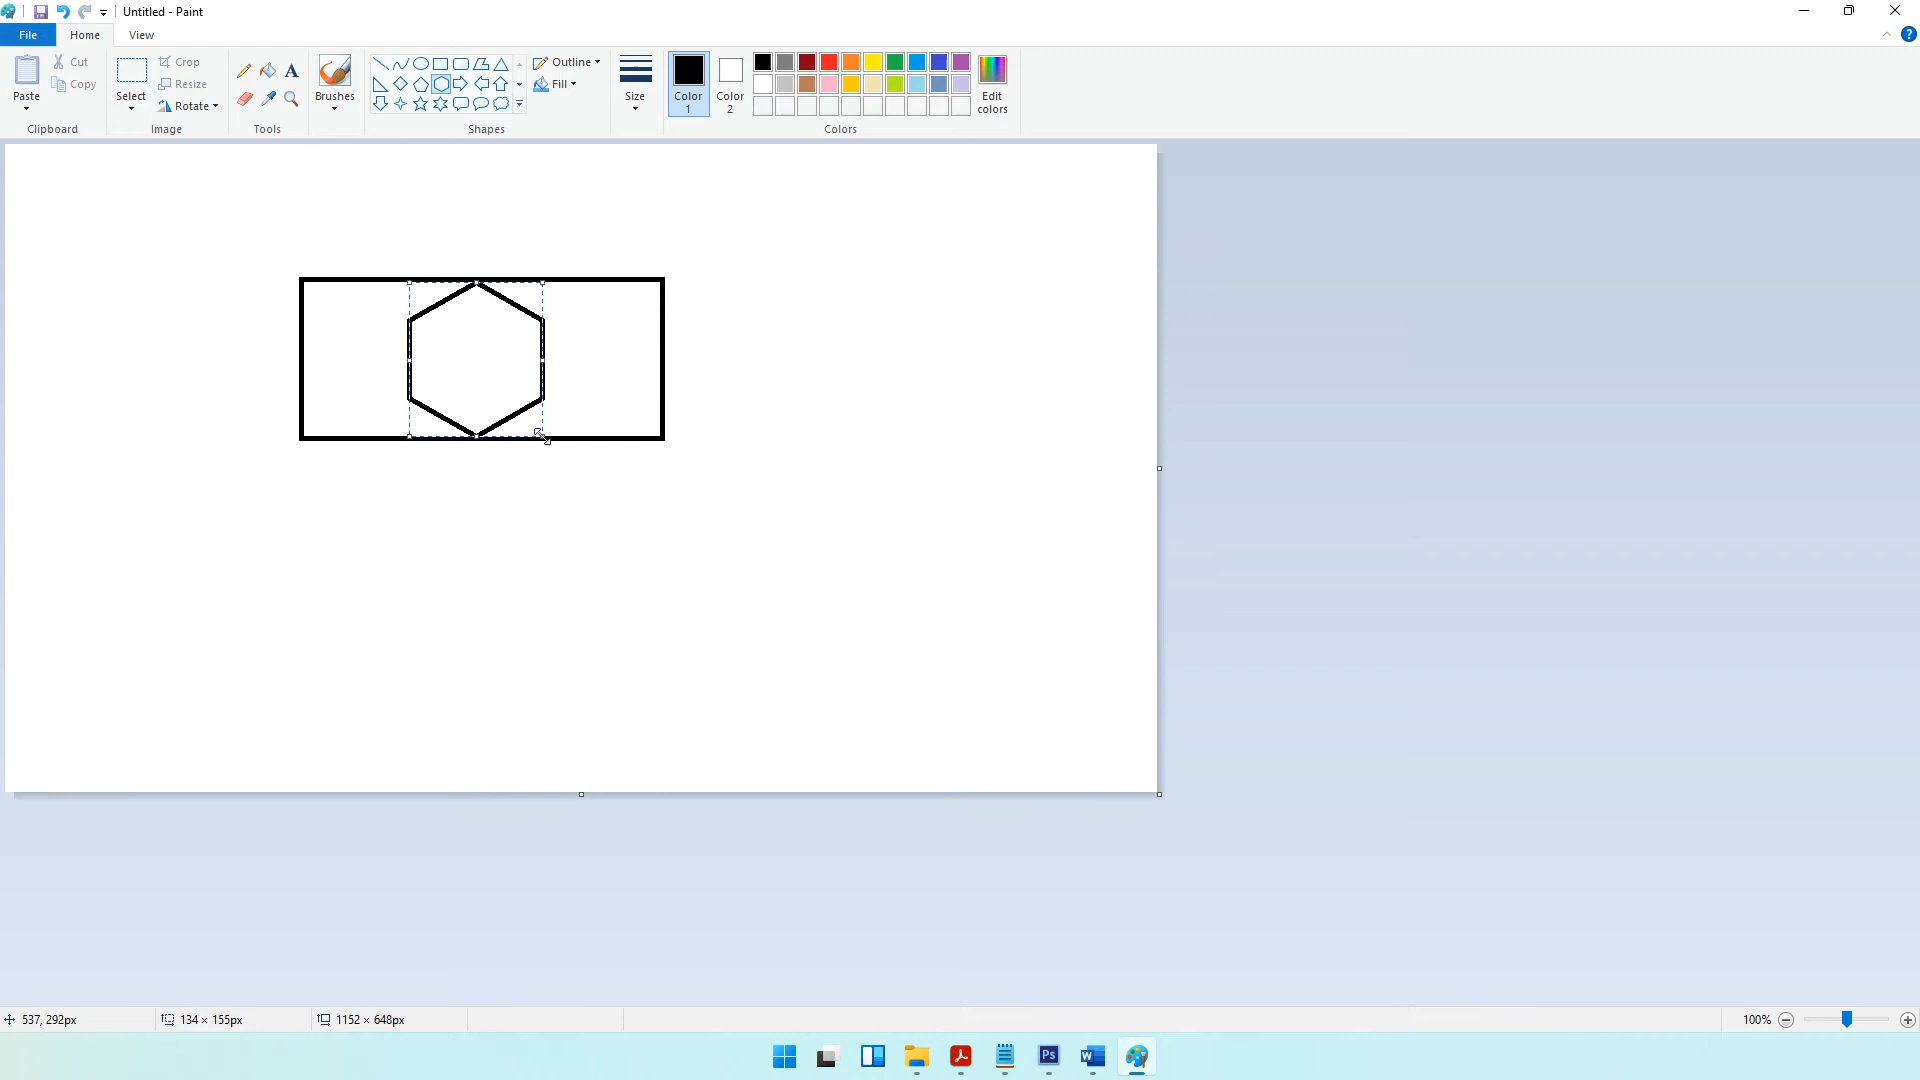 Untitled - Paint
File Home View
Paste
Cut
Copy
Clipboard
Select
Crop
Resize
Rotate
Image
A
Tools
Brushes
Outline
Fill
Shapes
Size
Color 1
Color 2
Edit colors
Colors
?
537, 292px
134 × 155px
1152 × 648px
100%
Ps
W